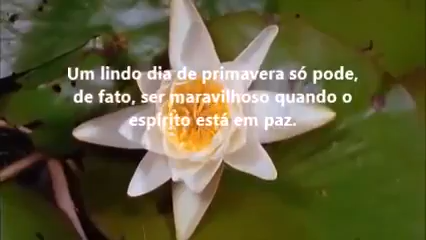 Um lindo dia de primavera só pode,
de fato, ser maravilhoso quando o
espírito está em paz.